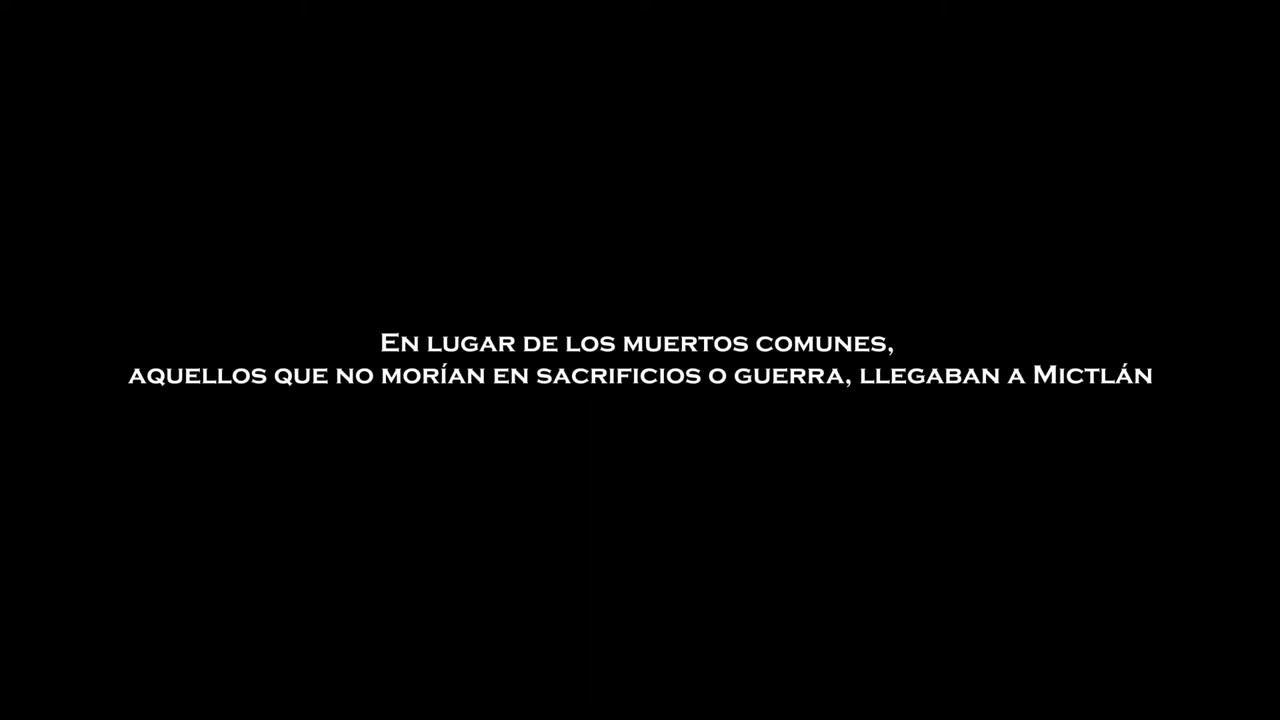 En lugar de los muertos comunes,
aquellos que no morían en sacrificios o guerra, llegaban a Mictlán